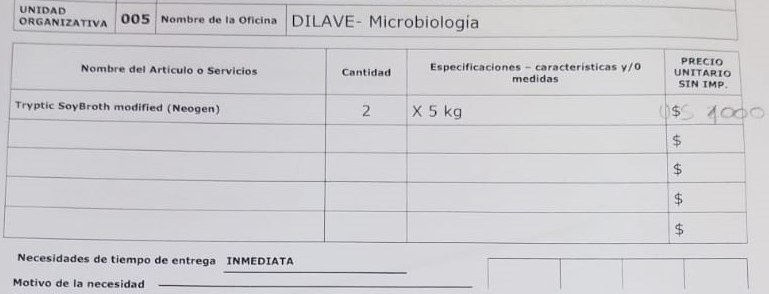 UNIDAD ORGANIZATIVA 005 Nombre de la Oficina DILAVE- Microbiología
Nombre del Articulo o Servicios Cantidad Especificaciones – características y/o medidas PRECIO UNITARIO SIN IMP.
Tryptic SoyBroth modified (Neogen) 2 X 5 kg U$S 1000
$
$
$
$
Necesidades de tiempo de entrega INMEDIATA
Motivo de la necesidad